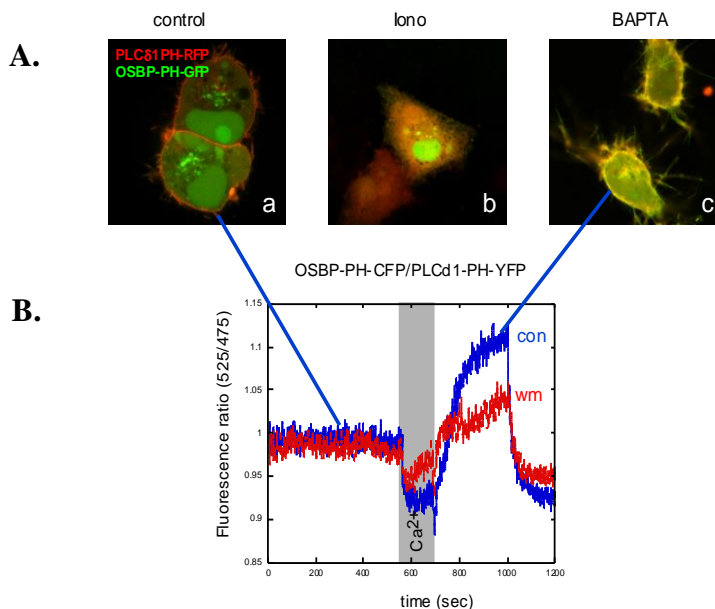 control
Iono
BAPTA
A.
PLCδ1PH-RFP
OSBP-PH-GFP
a
b
c
OSBP-PH-CFP/PLCd1-PH-YFP
B.
Fluorescence ratio (525/475)
1.15
1.1
1.05
1
0.95
0.9
0.85
con
wm
Ca2+
0
200
400
600
800
1000
1200
time (sec)